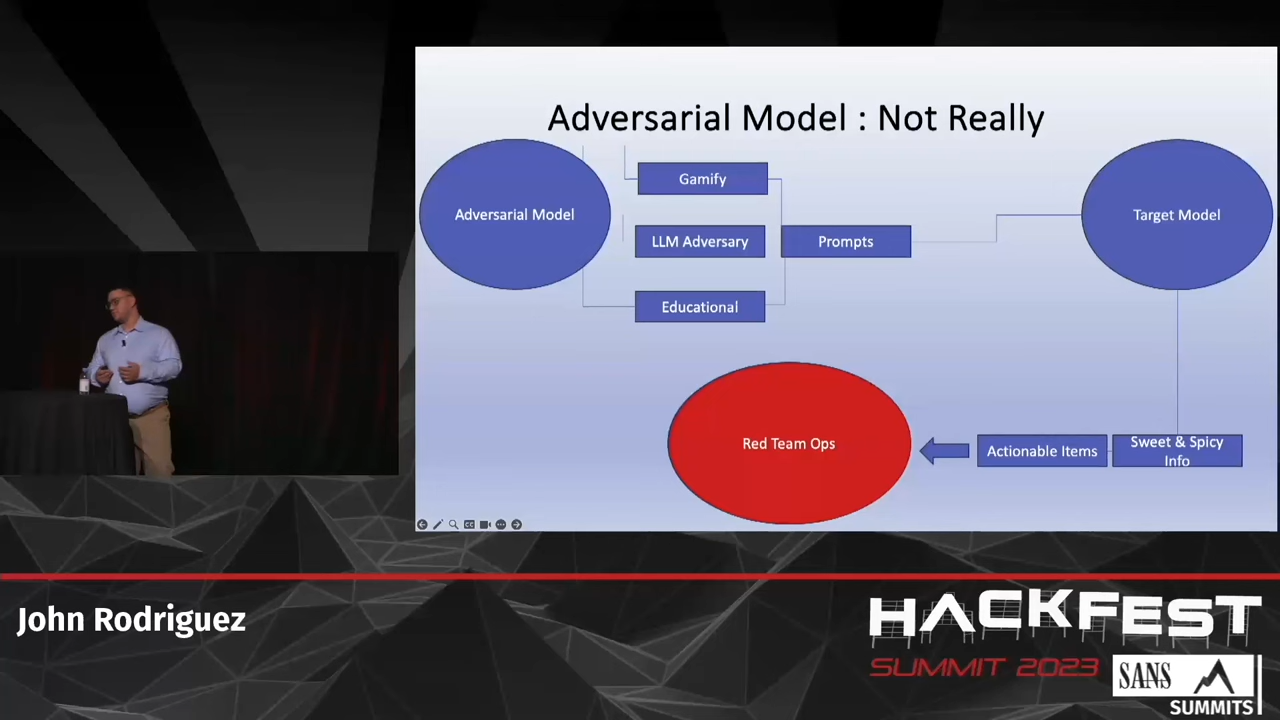 Adversarial Model : Not Really
Adversarial Model
Gamify
LLM Adversary
Educational
Prompts
Target Model
Red Team Ops
Actionable Items
Sweet & Spicy
Info
CC
John Rodriguez
HACKFEST
SUMMIT 2023
SANS
SUMMITS